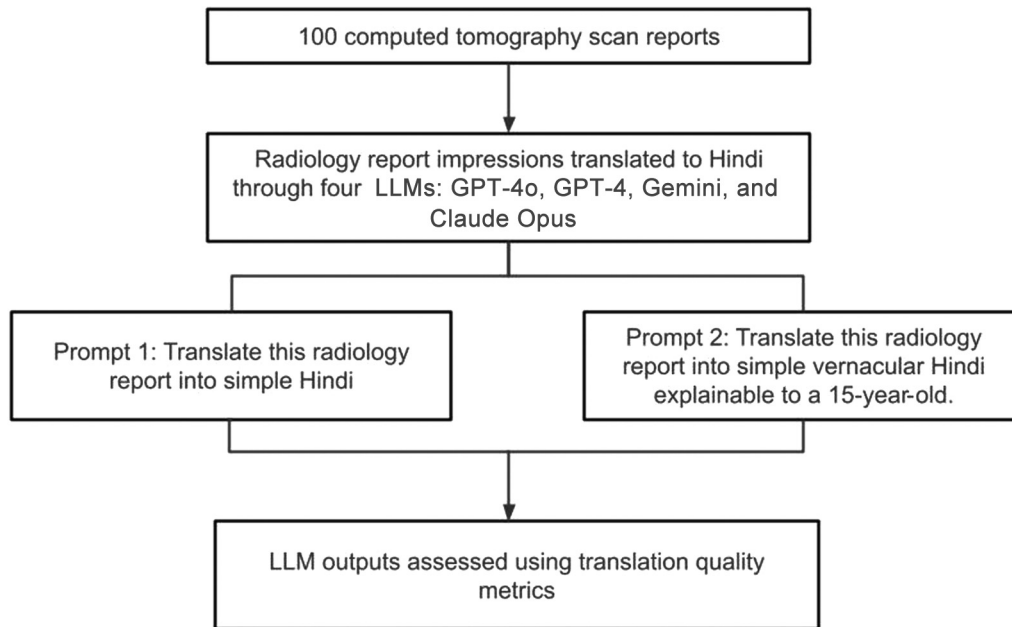 100 computed tomography scan reports
Radiology report impressions translated to Hindi
through four LLMs: GPT-4o, GPT-4, Gemini, and
Claude Opus
Prompt 1: Translate this radiology
report into simple Hindi
Prompt 2: Translate this radiology
report into simple vernacular Hindi
explainable to a 15-year-old.
LLM outputs assessed using translation quality
metrics